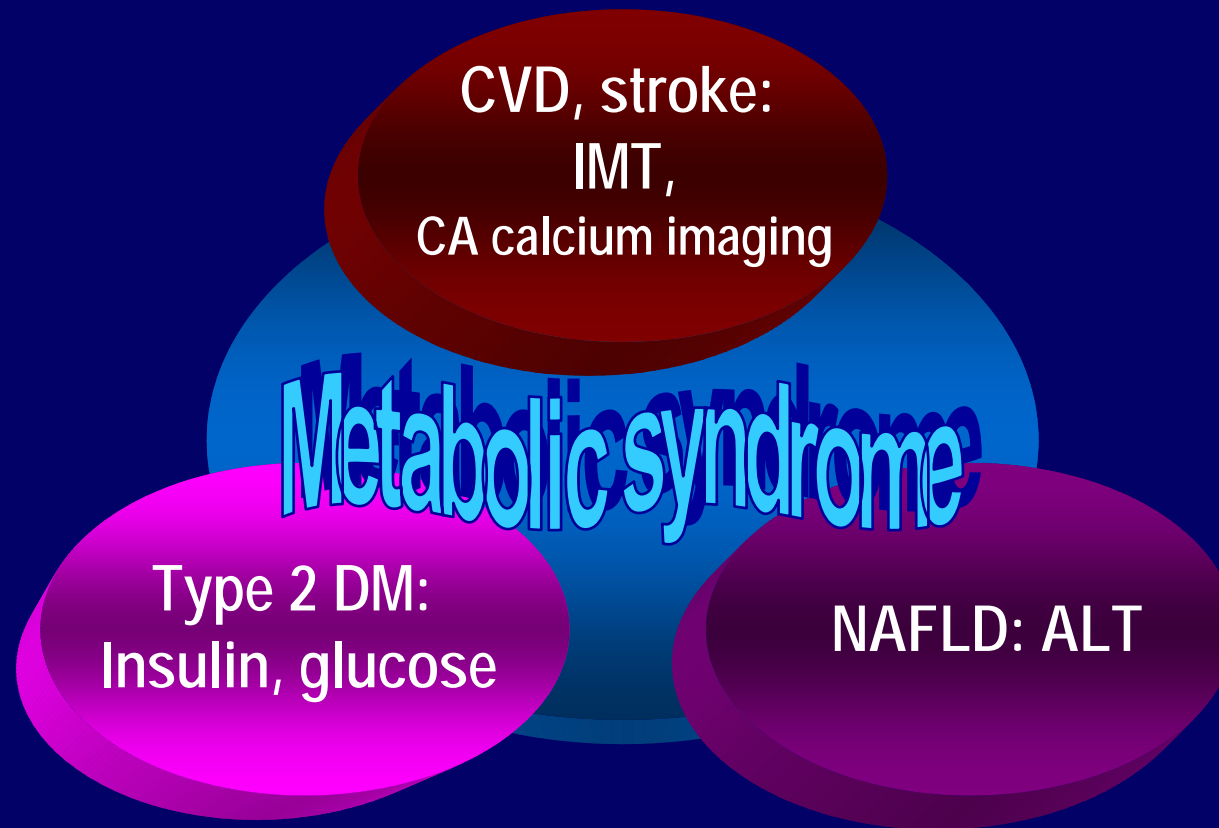 CVD, stroke:
IMT,
CA calcium imaging
Metabolic syndrome
Type 2 DM:
Insulin, glucose
NAFLD: ALT